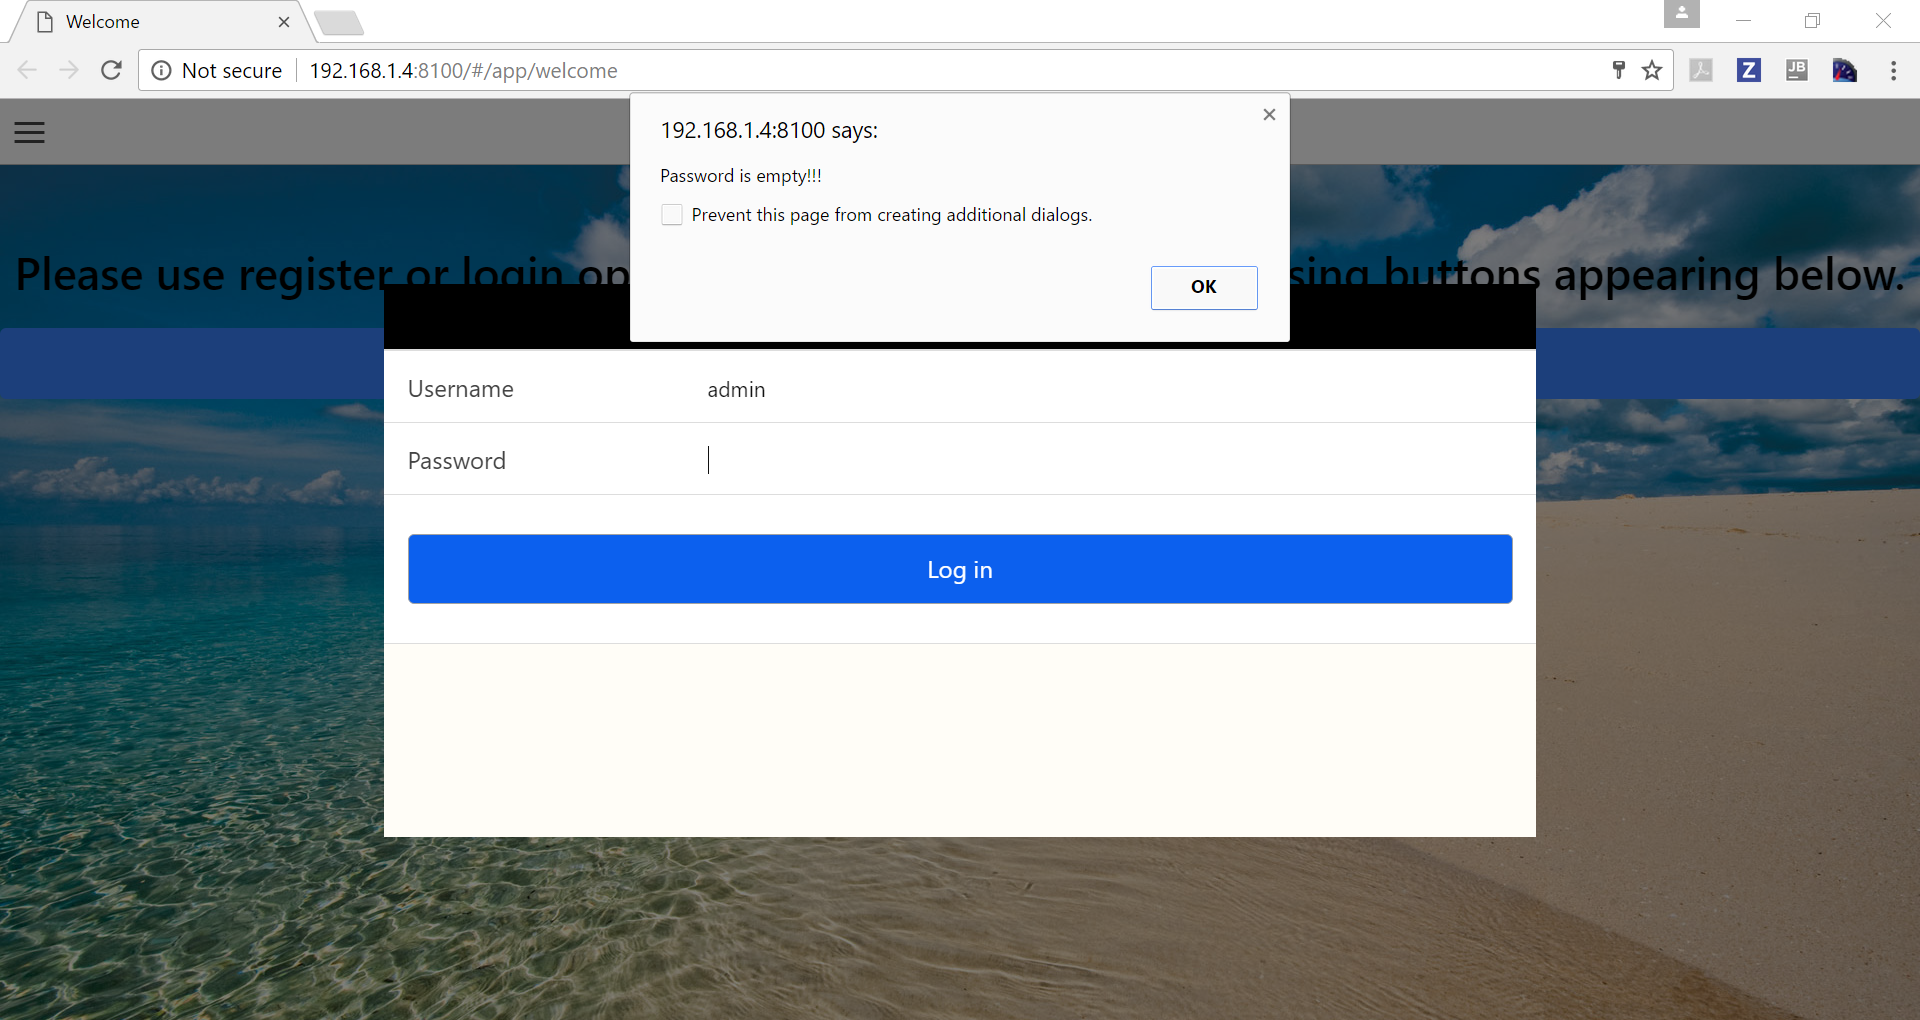 Welcome
Not secure
192.168.1.4:8100/#/app/welcome
Z
JB
192.168.1.4:8100 says:
Password is empty!!!
Prevent this page from creating additional dialogs.
OK
Please use register or login op sing buttons appearing below.
Username admin
Password
Log in